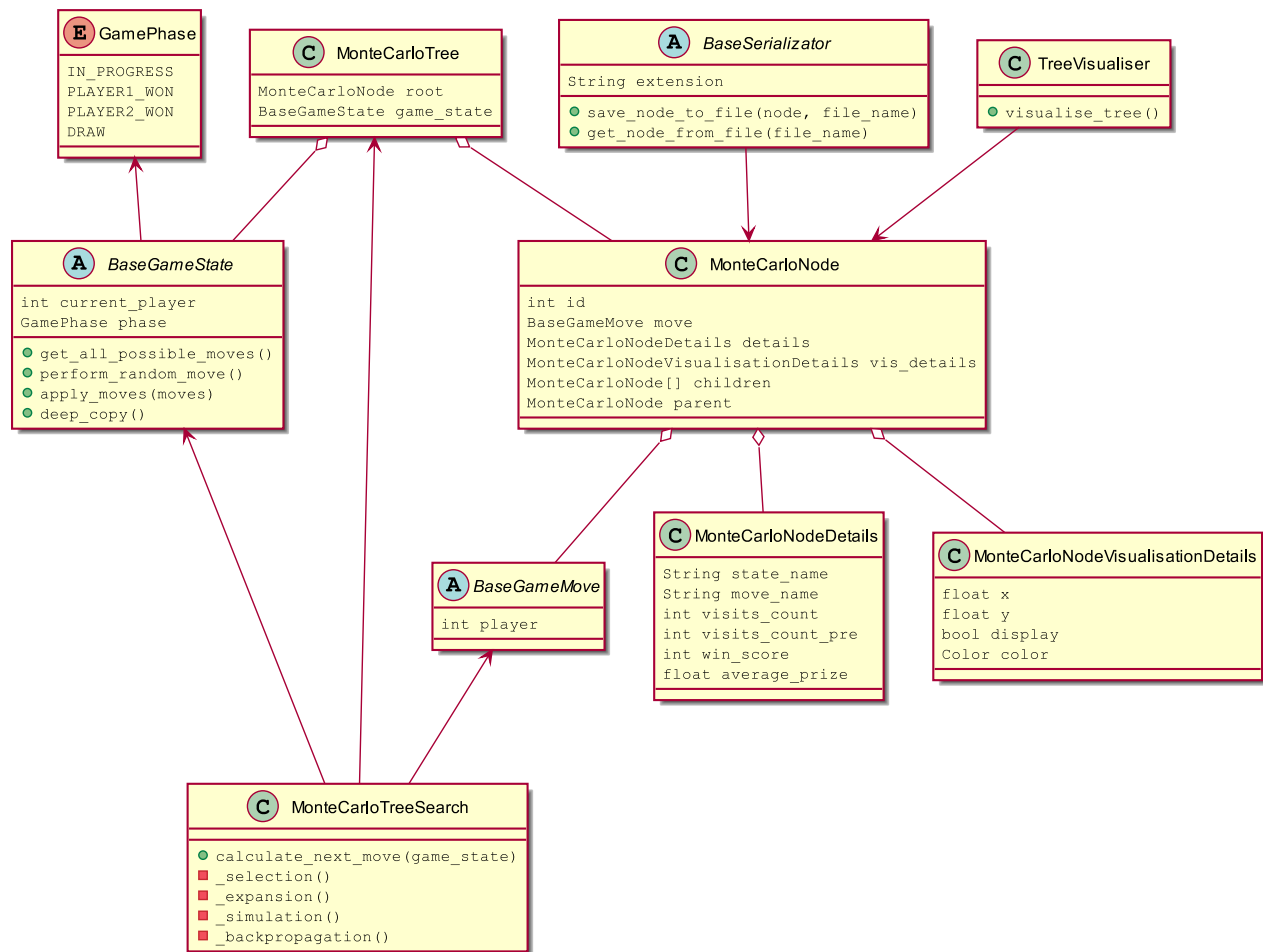 E GamePhase
IN_PROGRESS
PLAYER1_WON
PLAYER2_WON
DRAW
C MonteCarloTree
MonteCarloNode root
BaseGameState game_state
A BaseSerializator
String extension
save_node_to_file(node, file_name)
get_node_from_file(file_name)
C TreeVisualiser
visualise_tree()
A BaseGameState
int current_player
GamePhase phase
get_all_possible_moves()
perform_random_move()
apply_moves(moves)
deep_copy()
C MonteCarloNode
int id
BaseGameMove move
MonteCarloNodeDetails details
MonteCarloNodeVisualisationDetails vis_details
MonteCarloNode[] children
MonteCarloNode parent
A BaseGameMove
int player
C MonteCarloNodeDetails
String state_name
String move_name
int visits_count
int visits_count_pre
int win_score
float average_prize
C MonteCarloNodeVisualisationDetails
float x
float y
bool display
Color color
C MonteCarloTreeSearch
calculate_next_move(game_state)
_selection()
_expansion()
_simulation()
_backpropagation()